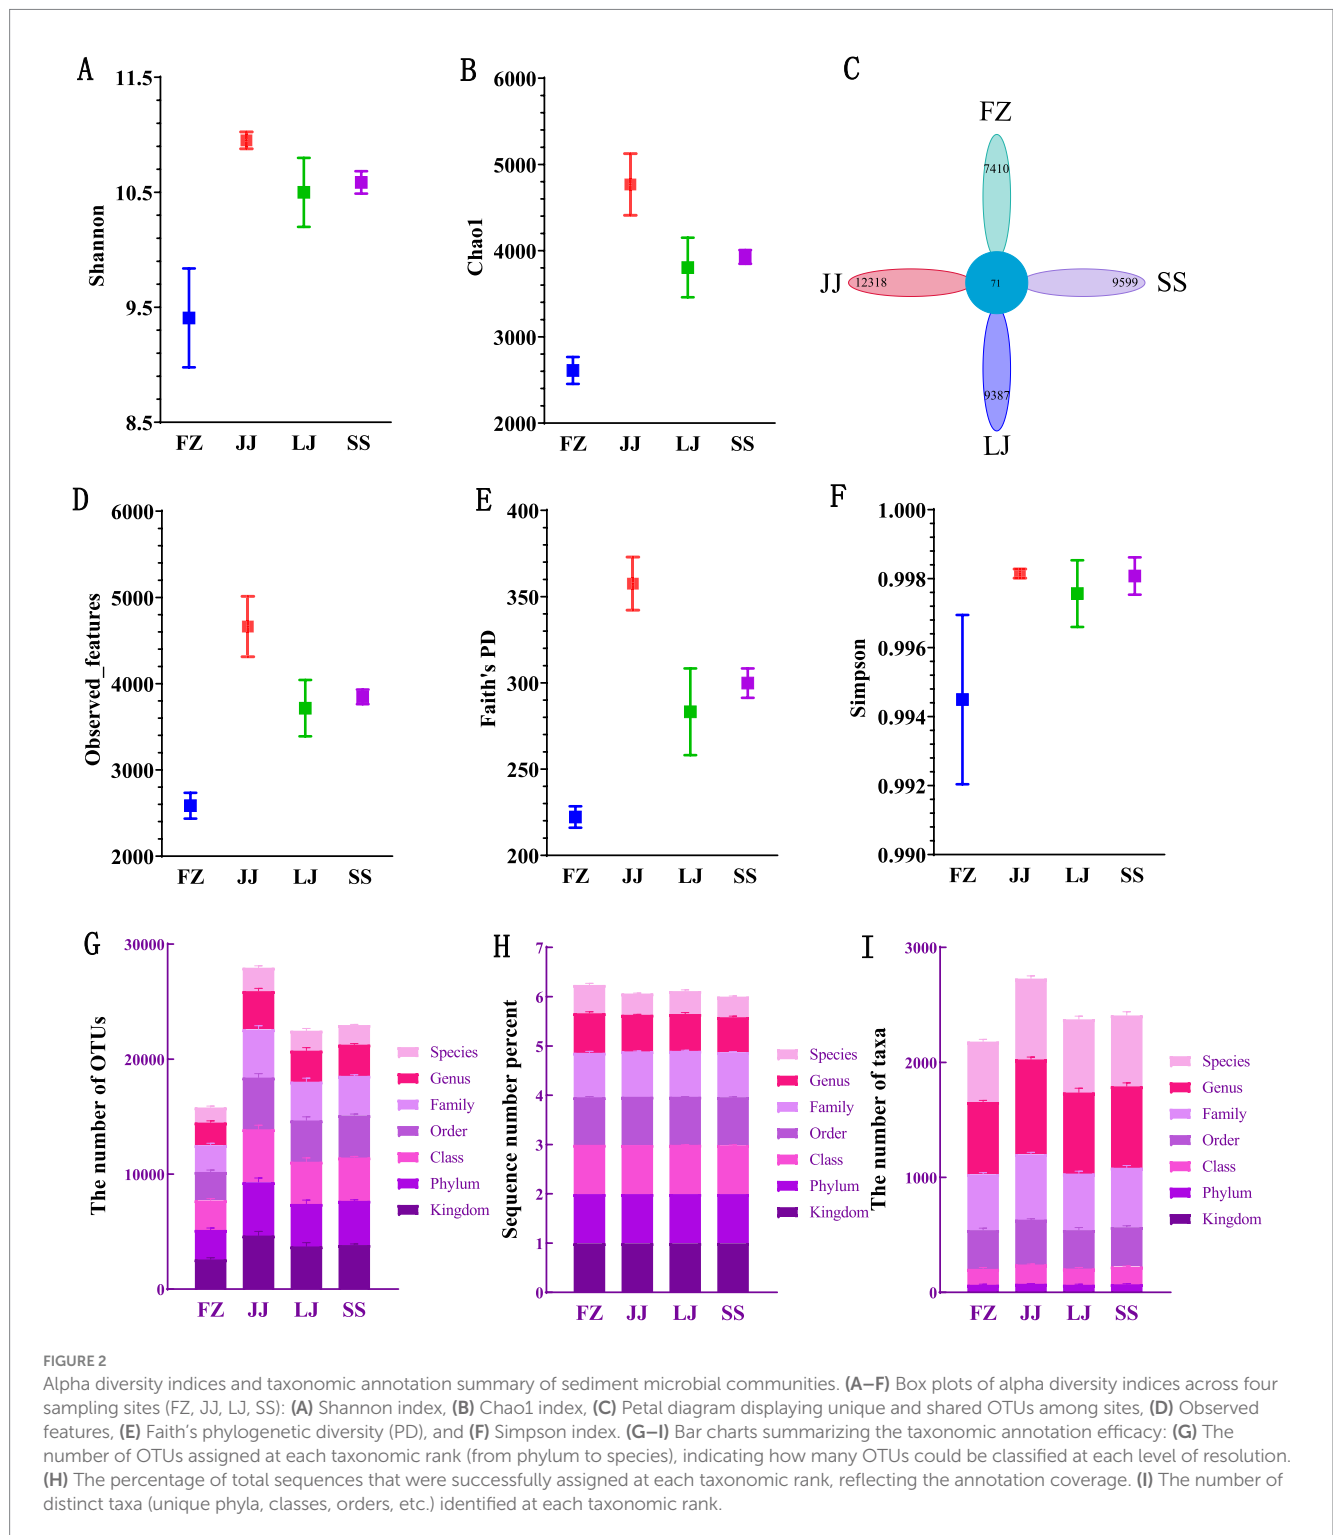 A
11.5
10.5
9.5
8.5
Shannon
FZ JJ LJ SS
B
6000
5000
4000
3000
2000
Chao1
FZ JJ LJ SS
C
FZ
7410
JJ 12318 71 9599 SS
9387
LJ
D
6000
5000
4000
3000
2000
Observed_features
FZ JJ LJ SS
E
400
350
300
250
200
Faith's PD
FZ JJ LJ SS
F
1.000
0.998
0.996
0.994
0.992
0.990
Simpson
FZ JJ LJ SS
G
30000
20000
10000
0
The number of OTUs
FZ JJ LJ SS
Species
Genus
Family
Order
Class
Phylum
Kingdom
H
7
6
5
4
3
2
1
0
Sequence number percent
FZ JJ LJ SS
Species
Genus
Family
Order
Class
Phylum
Kingdom
I
3000
2000
1000
0
The number of taxa
FZ JJ LJ SS
Species
Genus
Family
Order
Class
Phylum
Kingdom
FIGURE 2
Alpha diversity indices and taxonomic annotation summary of sediment microbial communities. (A–F) Box plots of alpha diversity indices across four
sampling sites (FZ, JJ, LJ, SS): (A) Shannon index, (B) Chao1 index, (C) Petal diagram displaying unique and shared OTUs among sites, (D) Observed
features, (E) Faith's phylogenetic diversity (PD), and (F) Simpson index. (G–I) Bar charts summarizing the taxonomic annotation efficacy: (G) The
number of OTUs assigned at each taxonomic rank (from phylum to species), indicating how many OTUs could be classified at each level of resolution.
(H) The percentage of total sequences that were successfully assigned at each taxonomic rank, reflecting the annotation coverage. (I) The number of
distinct taxa (unique phyla, classes, orders, etc.) identified at each taxonomic rank.